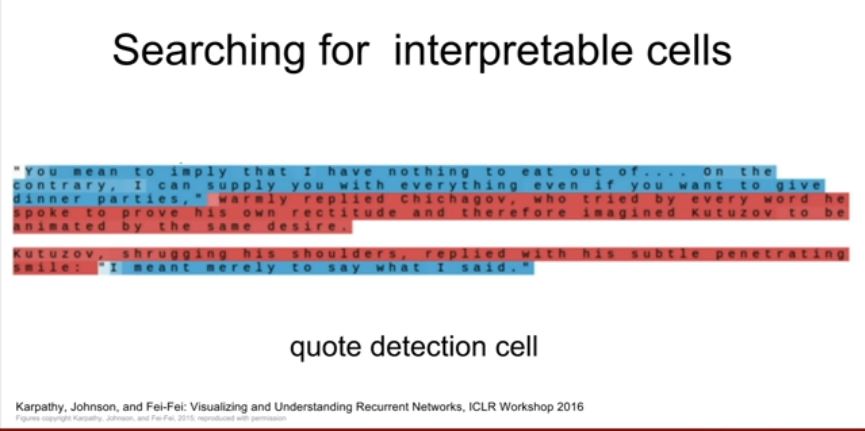 Searching for interpretable cells
"You mean to imply that I have nothing to eat out of.... On the
contrary, I can supply you with everything even if you want to give
dinner parties," warmly replied Chichagov, who tried by every word he
spoke to prove his own rectitude and therefore imagined Kutuzov to be
animated by the same desire.
Kutuzov, shrugging his shoulders, replied with his subtle penetrating
smile: "I meant merely to say what I said."
quote detection cell
Karpathy, Johnson, and Fei-Fei: Visualizing and Understanding Recurrent Networks, ICLR Workshop 2016
Figures copyright Karpathy, Johnson, and Fei-Fei, 2015; reproduced with permission